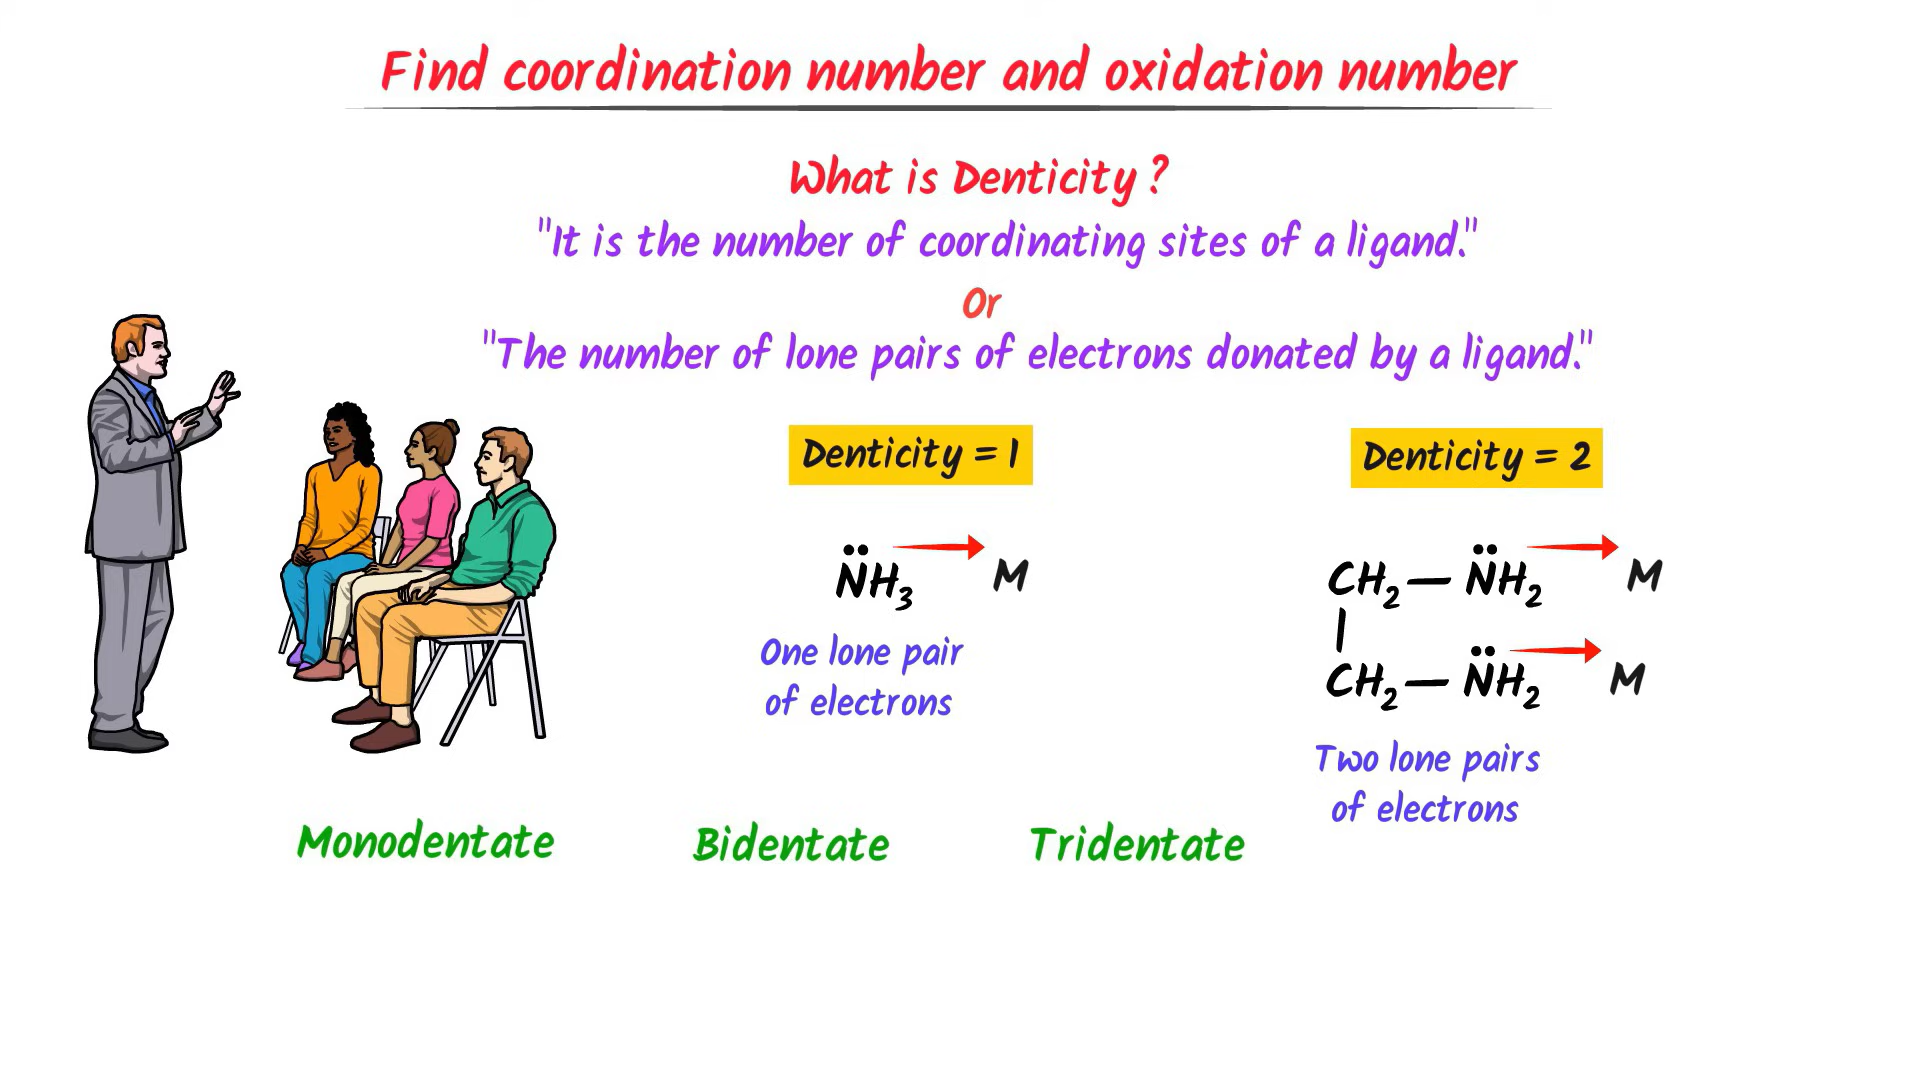 Find coordination number and oxidation number
What is Denticity ?
"It is the number of coordinating sites of a ligand."
Or
"The number of lone pairs of electrons donated by a ligand."
Denticity = 1
N̈H₃ → M
One lone pair
of electrons
Denticity = 2
CH₂ — N̈H₂ → M
|
CH₂ — N̈H₂ → M
Two lone pairs
of electrons
Monodentate Bidentate Tridentate